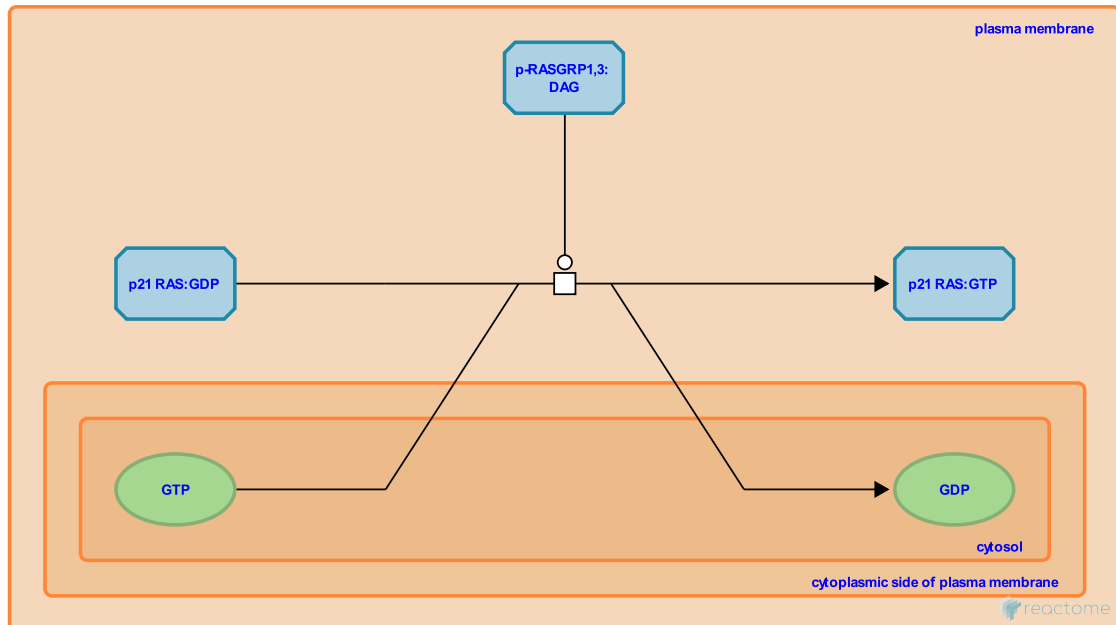 plasma membrane
p-RASGRP1,3:
DAG
p21 RAS:GDP
p21 RAS:GTP
GTP
GDP
cytosol
cytoplasmic side of plasma membrane
reactome